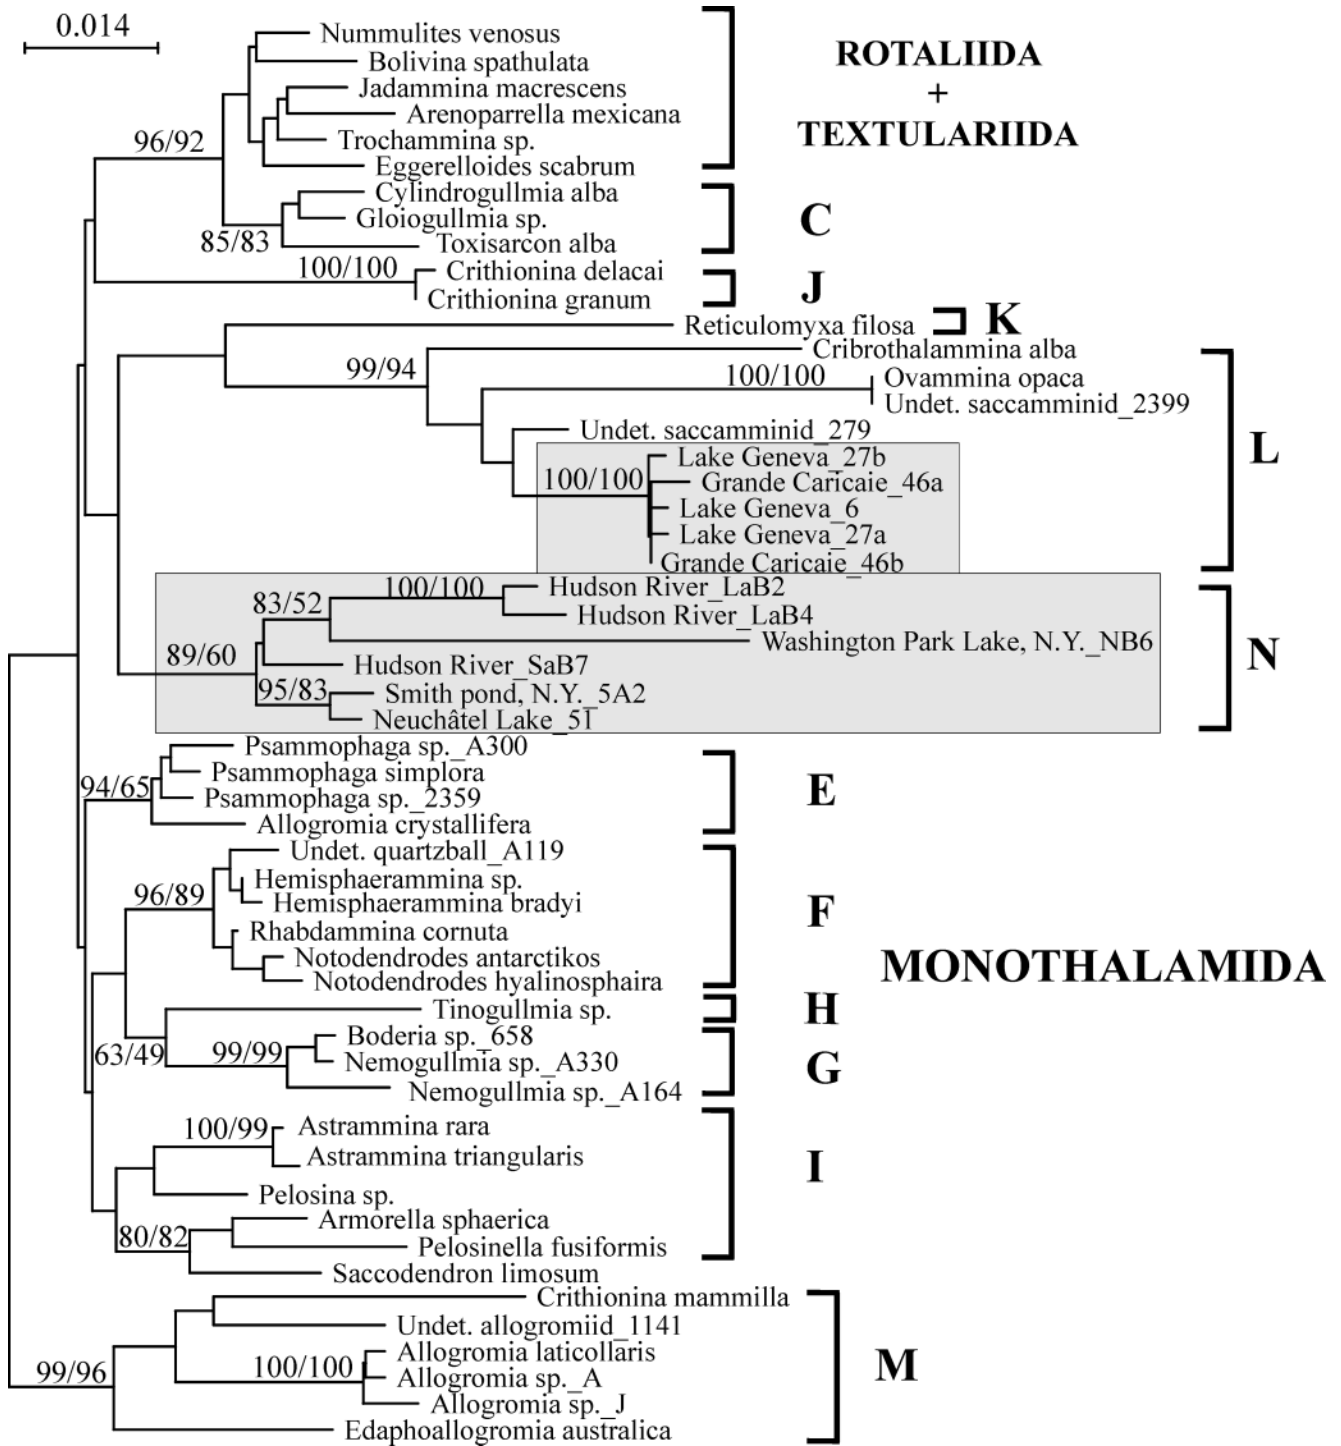 0.014
Nummulites venosus
Bolivina spathulata
Jadammina macrescens
Arenoparrella mexicana
Trochammina sp.
Eggerelloides scabrum
96/92
ROTALIIDA
+
TEXTULARIIDA
Cylindrogullmia alba
Gloiogullmia sp.
Toxisarcon alba
85/83
C
100/100
Crithionina delacai
Crithionina granum
J
Reticulomyxa filosa
K
Cribrothalammina alba
99/94
100/100
Ovammina opaca
Undet. saccamminid_2399
Undet. saccamminid_279
L
100/100
Lake Geneva_27b
Grande Caricaie_46a
Lake Geneva_6
Lake Geneva_27a
Grande Caricaie_46b
100/100
Hudson River_LaB2
83/52
Hudson River_LaB4
Washington Park Lake, N.Y._NB6
89/60
Hudson River_SaB7
N
95/83
Smith pond, N.Y._5A2
Neuchâtel Lake_51
Psammophaga sp._A300
Psammophaga simplora
94/65
Psammophaga sp._2359
Allogromia crystallifera
E
Undet. quartzball_A119
Hemisphaerammina sp.
96/89
Hemisphaerammina bradyi
Rhabdammina cornuta
Notodendrodes antarctikos
Notodendrodes hyalinosphaira
F
MONOTHALAMIDA
Tinogullmia sp.
H
63/49
99/99
Boderia sp._658
Nemogullmia sp._A330
Nemogullmia sp._A164
G
100/99
Astrammina rara
Astrammina triangularis
Pelosina sp.
I
80/82
Armorella sphaerica
Pelosinella fusiformis
Saccodendron limosum
Crithionina mammilla
Undet. allogromiid_1141
99/96
100/100
Allogromia laticollaris
Allogromia sp._A
Allogromia sp._J
Edaphoallogromia australica
M